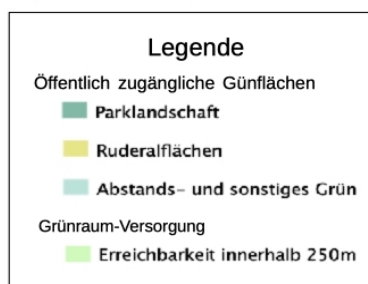 Legende
Öffentlich zugängliche Günflächen
Parklandschaft
Ruderalflächen
Abstands- und sonstiges Grün
Grünraum-Versorgung
Erreichbarkeit innerhalb 250m